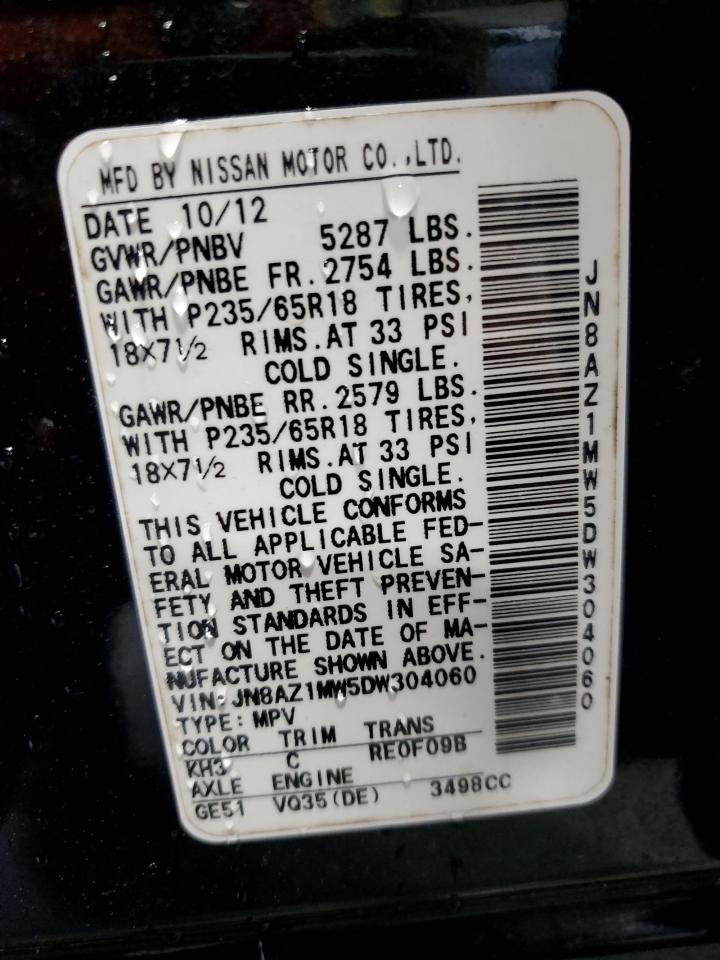 MFD BY NISSAN MOTOR CO.,LTD.
DATE 10/12
GVWR/PNBV 5287 LBS.
GAWR/PNBE FR. 2754 LBS.
WITH P235/65R18 TIRES,
18X7 1/2 RIMS.AT 33 PSI
COLD SINGLE.
GAWR/PNBE RR. 2579 LBS.
WITH P235/65R18 TIRES,
18X7 1/2 RIMS.AT 33 PSI
COLD SINGLE.
THIS VEHICLE CONFORMS
TO ALL APPLICABLE FED-
ERAL MOTOR VEHICLE SA-
FETY AND THEFT PREVEN-
TION STANDARDS IN EFF-
ECT ON THE DATE OF MA-
NUFACTURE SHOWN ABOVE.
VIN: JN8AZ1MW5DW304060
TYPE: MPV
COLOR TRIM TRANS
KH3 C RE0F09B
AXLE ENGINE
GE51 VQ35(DE) 3498CC
JN8AZ1MW5DW304060